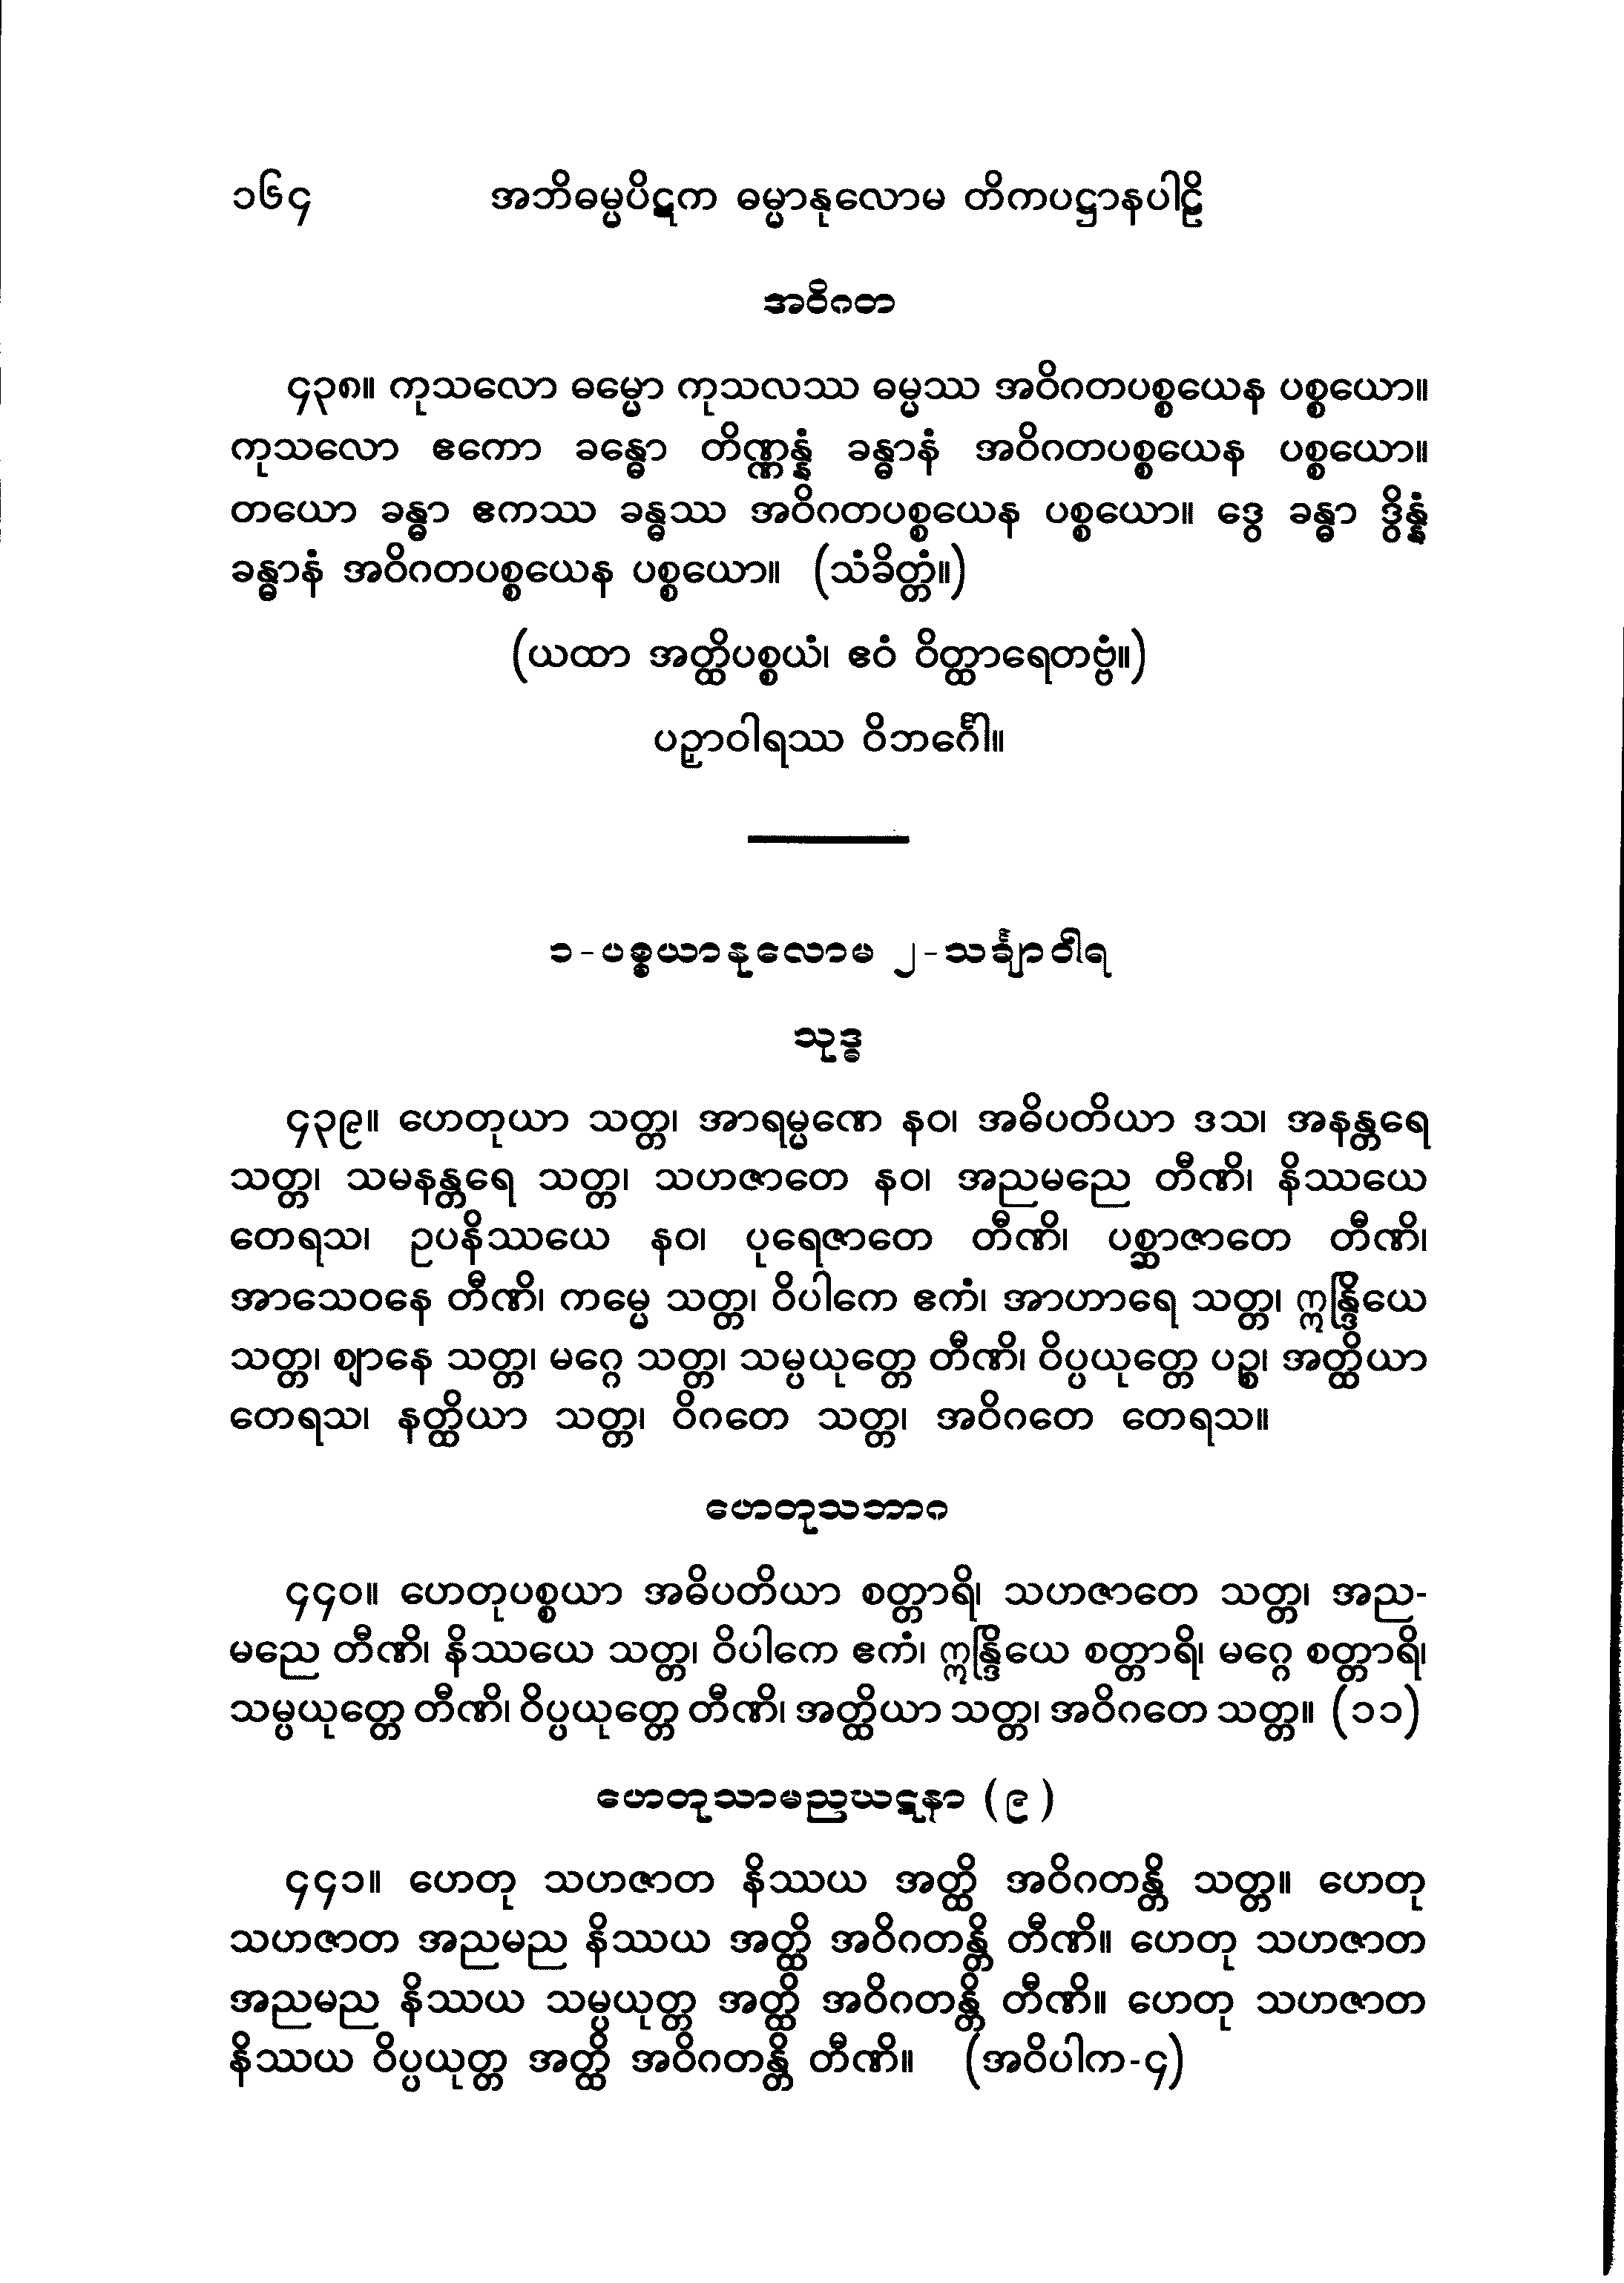 ၁၆၄ အဘိဓမ္မပိဋက ဓမ္မာနုလောမ တိကပဋ္ဌာနပါဠိ
အဝိဂတ
၄၃၈။ ကုသလော ဓမ္မော ကုသလဿ ဓမ္မဿ အဝိဂတပစ္စယေန ပစ္စယော။
ကုသလော ဧကော ခန္ဓော တိဏ္ဏန္နံ ခန္ဓာနံ အဝိဂတပစ္စယေန ပစ္စယော။
တယော ခန္ဓာ ဧကဿ ခန္ဓဿ အဝိဂတပစ္စယေန ပစ္စယော။ ဒွေ ခန္ဓာ ဒွိန္နံ
ခန္ဓာနံ အဝိဂတပစ္စယေန ပစ္စယော။ (သံခိတ္တံ။)
(ယထာ အတ္ထိပစ္စယံ၊ ဧဝံ ဝိတ္ထာရေတဗ္ဗံ။)
ပဉှာဝါရဿ ဝိဘင်္ဂေါ။
၁-ပစ္စယာနုလောမ ၂-သင်္ချာဝါရ
သုဒ္ဓ
၄၃၉။ ဟေတုယာ သတ္တ၊ အာရမ္မဏေ နဝ၊ အဓိပတိယာ ဒသ၊ အနန္တရေ
သတ္တ၊ သမနန္တရေ သတ္တ၊ သဟဇာတေ နဝ၊ အညမညေ တီဏိ၊ နိဿယေ
တေရသ၊ ဥပနိဿယေ နဝ၊ ပုရေဇာတေ တီဏိ၊ ပစ္ဆာဇာတေ တီဏိ၊
အာသေဝနေ တီဏိ၊ ကမ္မေ သတ္တ၊ ဝိပါကေ ဧကံ၊ အာဟာရေ သတ္တ၊ ဣန္ဒြိယေ
သတ္တ၊ ဈာနေ သတ္တ၊ မဂ္ဂေ သတ္တ၊ သမ္ပယုတ္တေ တီဏိ၊ ဝိပ္ပယုတ္တေ ပဉ္စ၊ အတ္ထိယာ
တေရသ၊ နတ္ထိယာ သတ္တ၊ ဝိဂတေ သတ္တ၊ အဝိဂတေ တေရသ။
ဟေတုသဘာဂ
၄၄၀။ ဟေတုပစ္စယာ အဓိပတိယာ စတ္တာရိ၊ သဟဇာတေ သတ္တ၊ အည-
မညေ တီဏိ၊ နိဿယေ သတ္တ၊ ဝိပါကေ ဧကံ၊ ဣန္ဒြိယေ စတ္တာရိ၊ မဂ္ဂေ စတ္တာရိ၊
သမ္ပယုတ္တေ တီဏိ၊ ဝိပ္ပယုတ္တေ တီဏိ၊ အတ္ထိယာ သတ္တ၊ အဝိဂတေ သတ္တ။ (၁၁)
ဟေတုသာမညဃဋနာ (၉)
၄၄၁။ ဟေတု သဟဇာတ နိဿယ အတ္ထိ အဝိဂတန္တိ သတ္တ။ ဟေတု
သဟဇာတ အညမည နိဿယ အတ္ထိ အဝိဂတန္တိ တီဏိ။ ဟေတု သဟဇာတ
အညမည နိဿယ သမ္ပယုတ္တ အတ္ထိ အဝိဂတန္တိ တီဏိ။ ဟေတု သဟဇာတ
နိဿယ ဝိပ္ပယုတ္တ အတ္ထိ အဝိဂတန္တိ တီဏိ။ (အဝိပါက-၄)